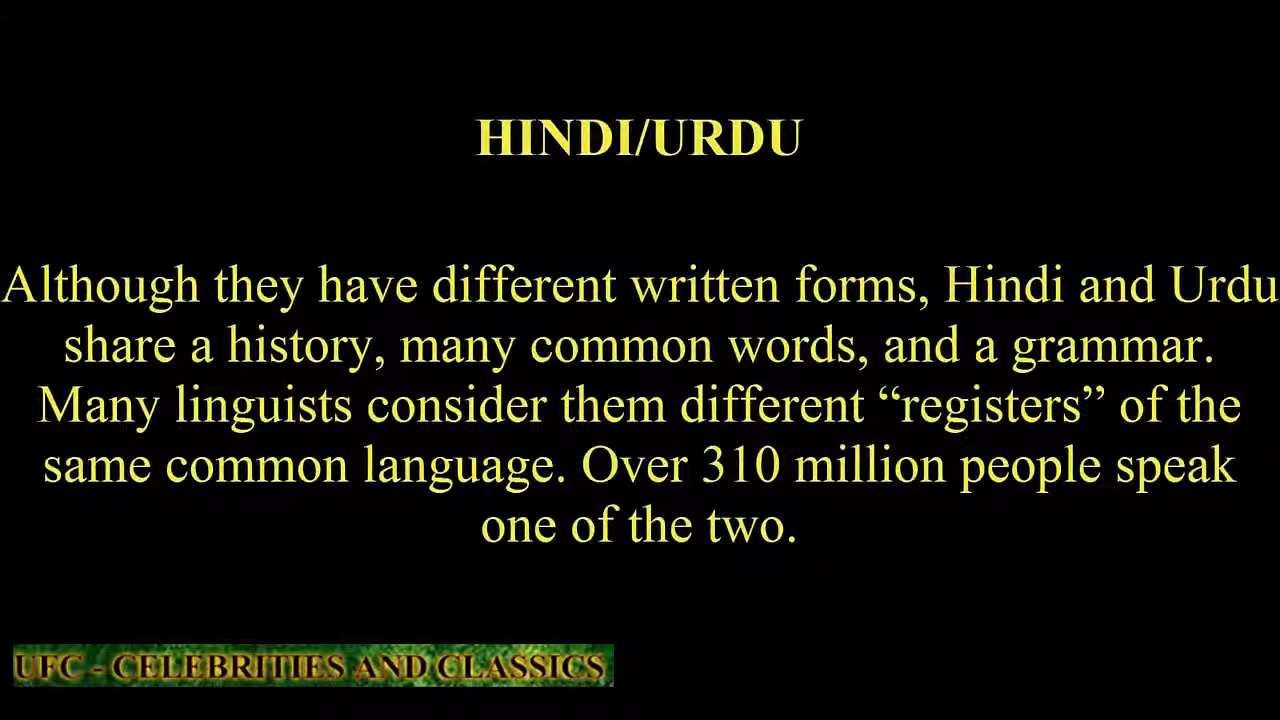 HINDI/URDU
Although they have different written forms, Hindi and Urdu
share a history, many common words, and a grammar.
Many linguists consider them different “registers” of the
same common language. Over 310 million people speak
one of the two.
UFC - CELEBRITIES AND CLASSICS